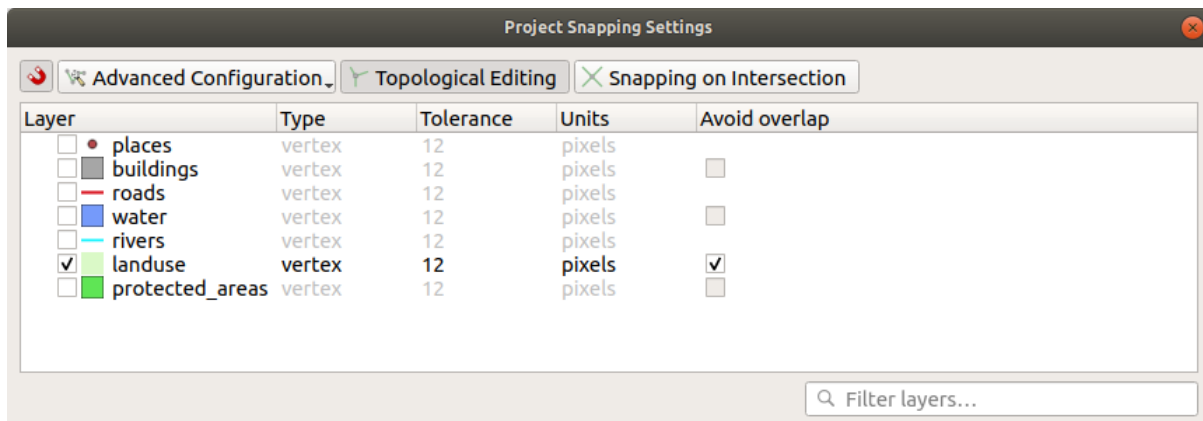 Project Snapping Settings
Advanced Configuration Topological Editing Snapping on Intersection
Layer Type Tolerance Units Avoid overlap
places vertex 12 pixels
buildings vertex 12 pixels
roads vertex 12 pixels
water vertex 12 pixels
rivers vertex 12 pixels
landuse vertex 12 pixels
protected_areas vertex 12 pixels
Filter layers...